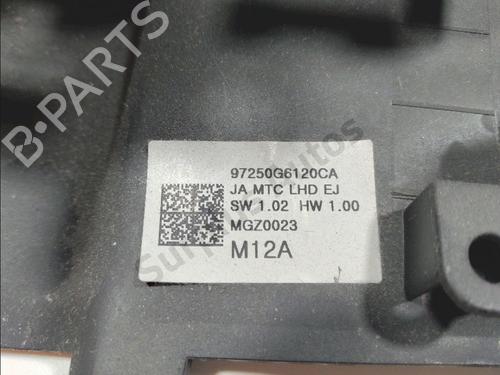 B-PARTS
97250G6120CA
JA MTC LHD EJ
SW 1.02 HW 1.00
MGZ0023
M12A